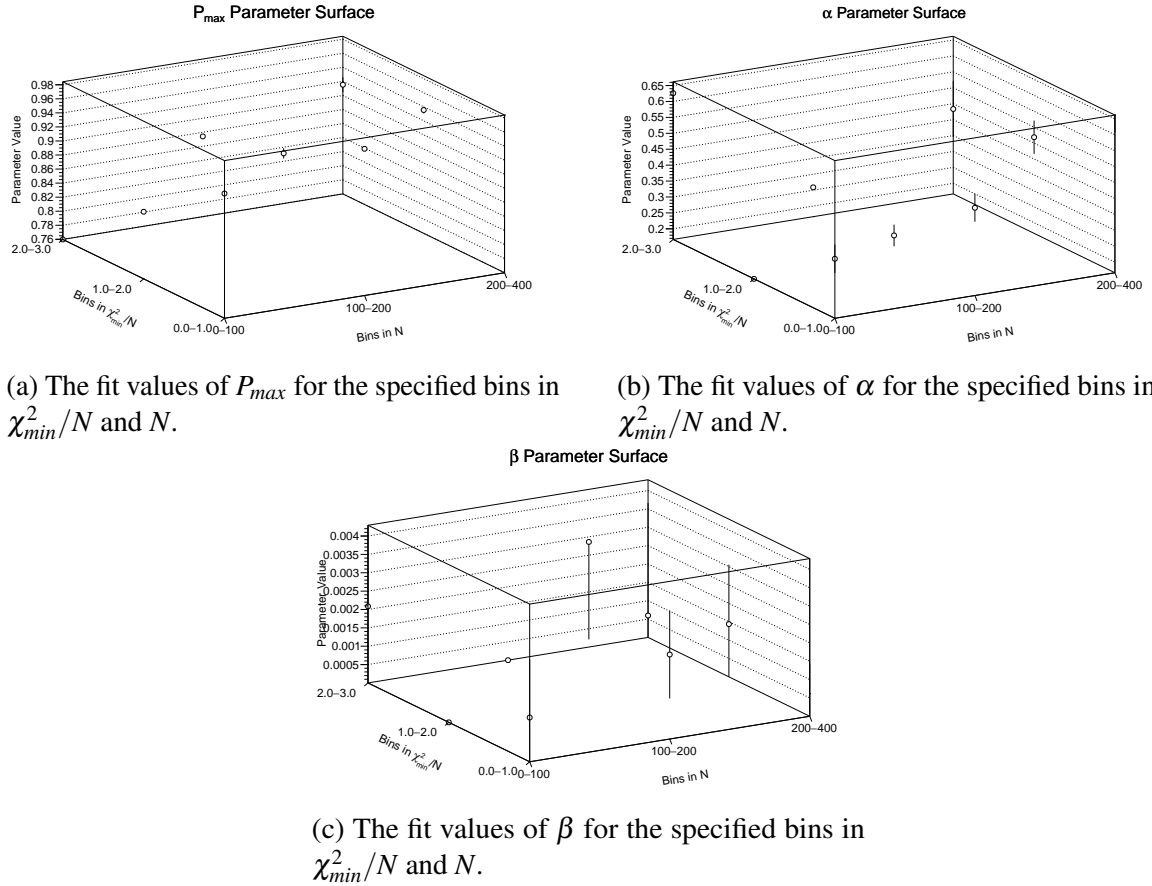 P_max Parameter Surface
0.98
0.96
0.94
0.92
0.9
0.88
0.86
0.84
0.82
0.8
0.78
0.76
Parameter Value
2.0–3.0
1.0–2.0
0.0–1.0
Bins in χ²_min/N
0–100
100–200
200–400
Bins in N
(a) The fit values of P_max for the specified bins in
χ²_min/N and N.
α Parameter Surface
0.65
0.6
0.55
0.5
0.45
0.4
0.35
0.3
0.25
0.2
Parameter Value
2.0–3.0
1.0–2.0
0.0–1.0
Bins in χ²_min/N
0–100
100–200
200–400
Bins in N
(b) The fit values of α for the specified bins in
χ²_min/N and N.
β Parameter Surface
0.004
0.0035
0.003
0.0025
0.002
0.0015
0.001
0.0005
Parameter Value
2.0–3.0
1.0–2.0
0.0–1.0
Bins in χ²_min/N
0–100
100–200
200–400
Bins in N
(c) The fit values of β for the specified bins in
χ²_min/N and N.